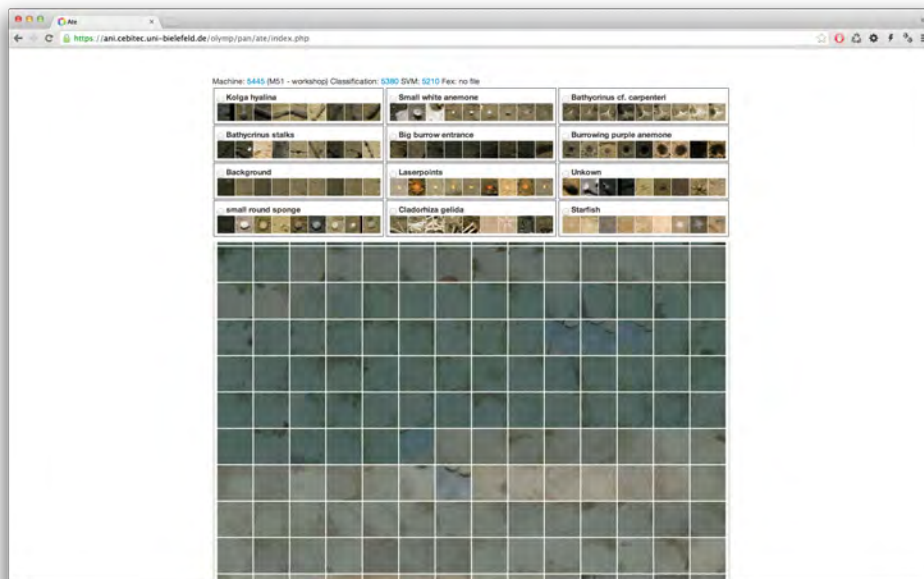 Ate
https://ani.cebitec.uni-bielefeld.de/olymp/pan/ate/index.php
Machine: 5445 (M51 - workshop) Classification: 5380 SVM: 5210 Fex: no file
Kolga hyalina
Small white anemone
Bathycrinus cf. carpenteri
Bathycrinus stalks
Big burrow entrance
Burrowing purple anemone
Background
Laserpoints
Unkown
small round sponge
Cladorhiza gelida
Starfish